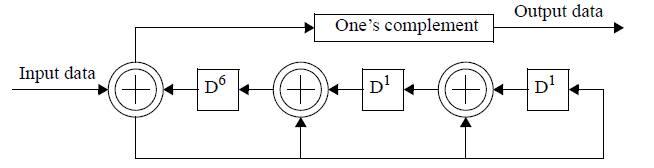 One’s complement
Output data
Input data
D⁶
D¹
D¹